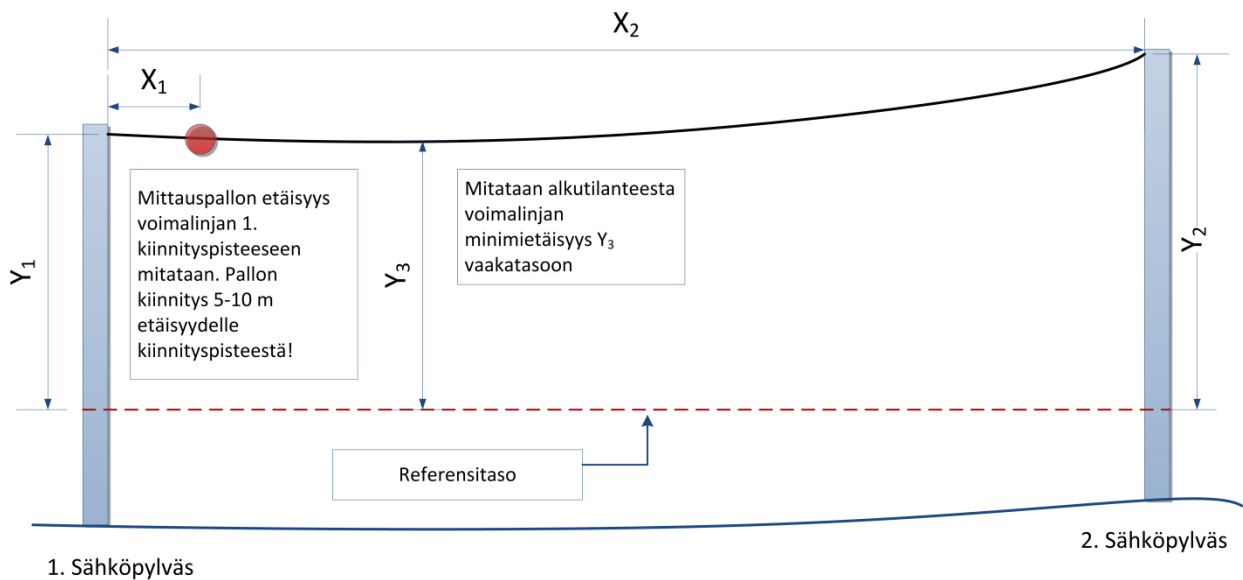 X₂
X₁
Mittauspallon etäisyys
voimalinjan 1.
kiinnityspisteeseen
mitataan. Pallon
kiinnitys 5-10 m
etäisyydelle
kiinnityspisteestä!
Mitataan alkutilanteesta
voimalinjan
minimietäisyys Y₃
vaakatasoon
Y₁
Y₃
Y₂
Referensitaso
1. Sähköpylväs
2. Sähköpylväs